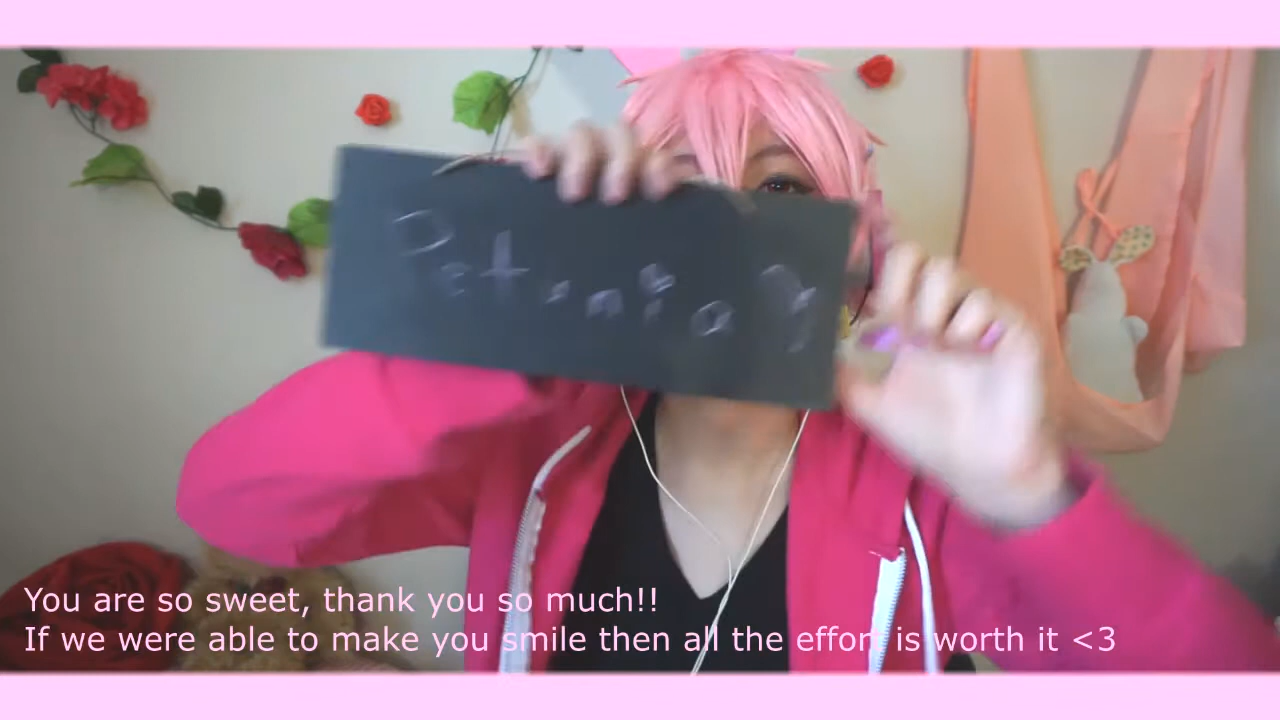 Petunia J
You are so sweet, thank you so much!!
If we were able to make you smile then all the effort is worth it <3